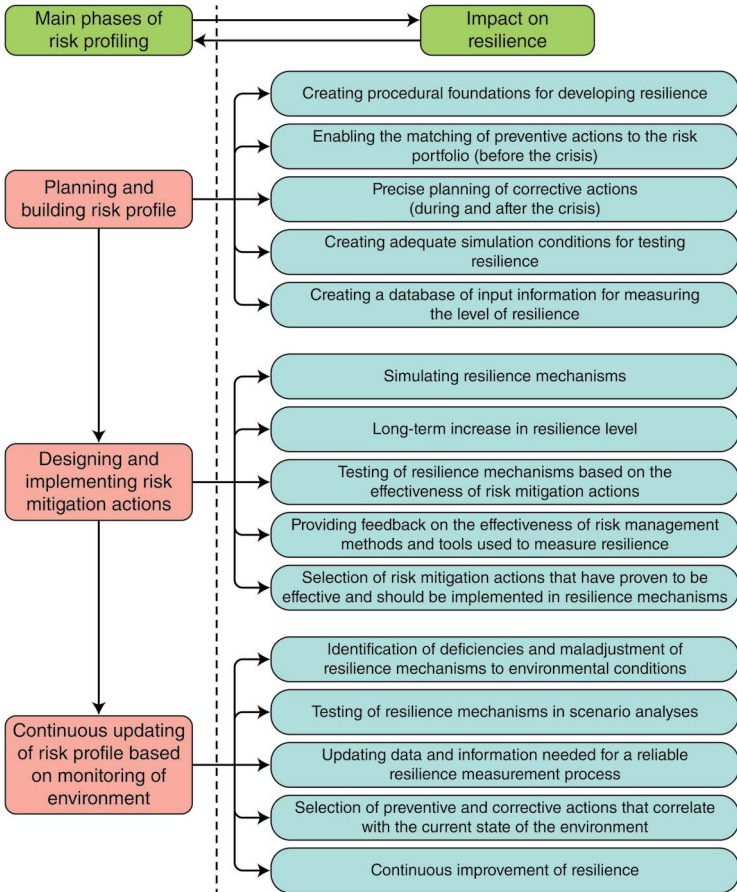 Main phases of
risk profiling
Impact on
resilience
Planning and
building risk profile
Creating procedural foundations for developing resilience
Enabling the matching of preventive actions to the risk
portfolio (before the crisis)
Precise planning of corrective actions
(during and after the crisis)
Creating adequate simulation conditions for testing
resilience
Creating a database of input information for measuring
the level of resilience
Designing and
implementing risk
mitigation actions
Simulating resilience mechanisms
Long-term increase in resilience level
Testing of resilience mechanisms based on the
effectiveness of risk mitigation actions
Providing feedback on the effectiveness of risk management
methods and tools used to measure resilience
Selection of risk mitigation actions that have proven to be
effective and should be implemented in resilience mechanisms
Continuous updating
of risk profile based
on monitoring of
environment
Identification of deficiencies and maladjustment of
resilience mechanisms to environmental conditions
Testing of resilience mechanisms in scenario analyses
Updating data and information needed for a reliable
resilience measurement process
Selection of preventive and corrective actions that correlate
with the current state of the environment
Continuous improvement of resilience